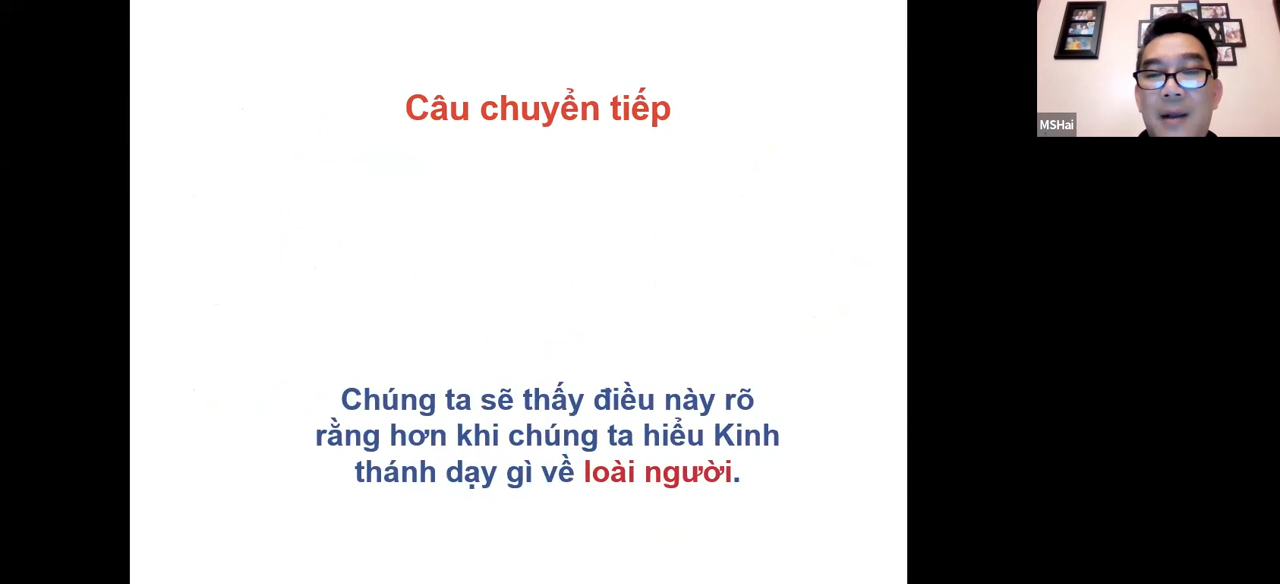 Câu chuyển tiếp
MSHai
Chúng ta sẽ thấy điều này rõ
rằng hơn khi chúng ta hiểu Kinh
thánh dạy gì về loài người.